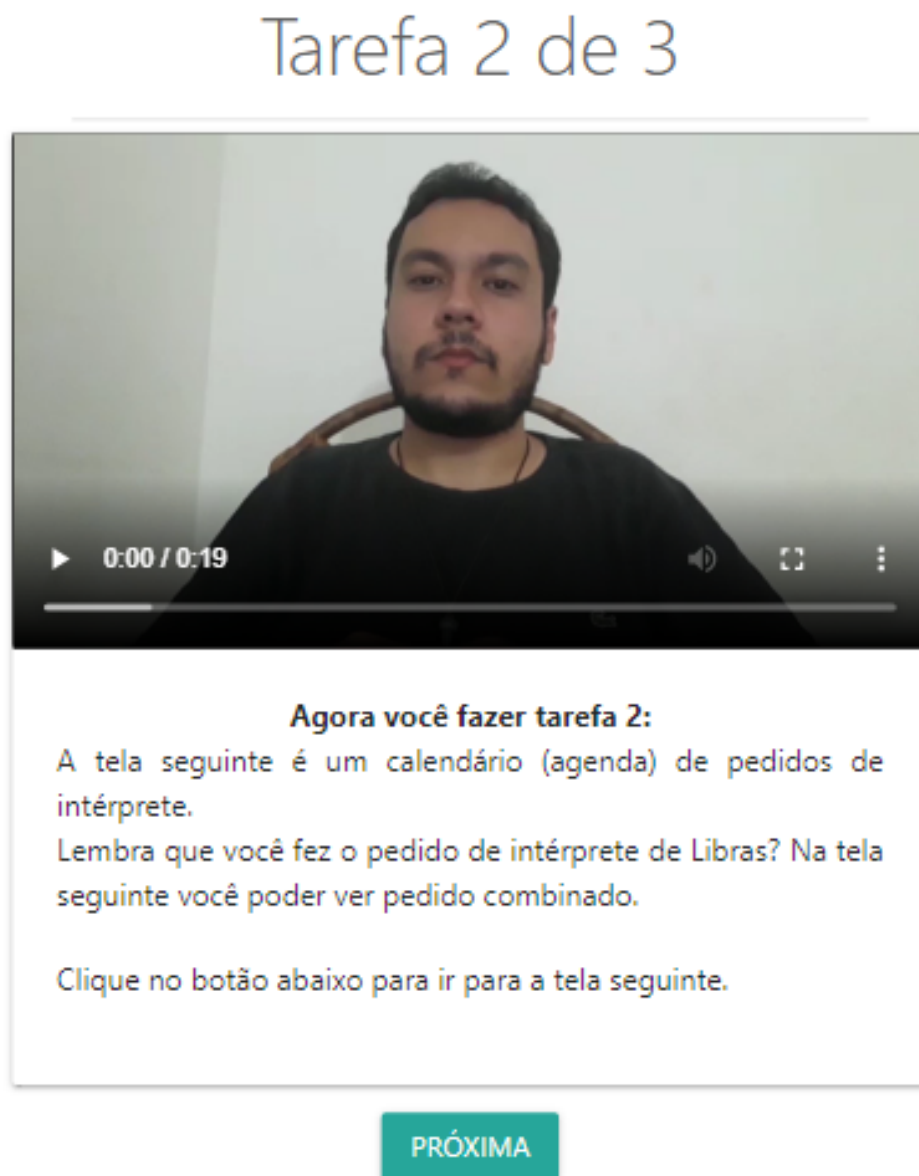 Tarefa 2 de 3
0:00 / 0:19
Agora você fazer tarefa 2:
A tela seguinte é um calendário (agenda) de pedidos de
intérprete.
Lembra que você fez o pedido de intérprete de Libras? Na tela
seguinte você poder ver pedido combinado.
Clique no botão abaixo para ir para a tela seguinte.
PRÓXIMA